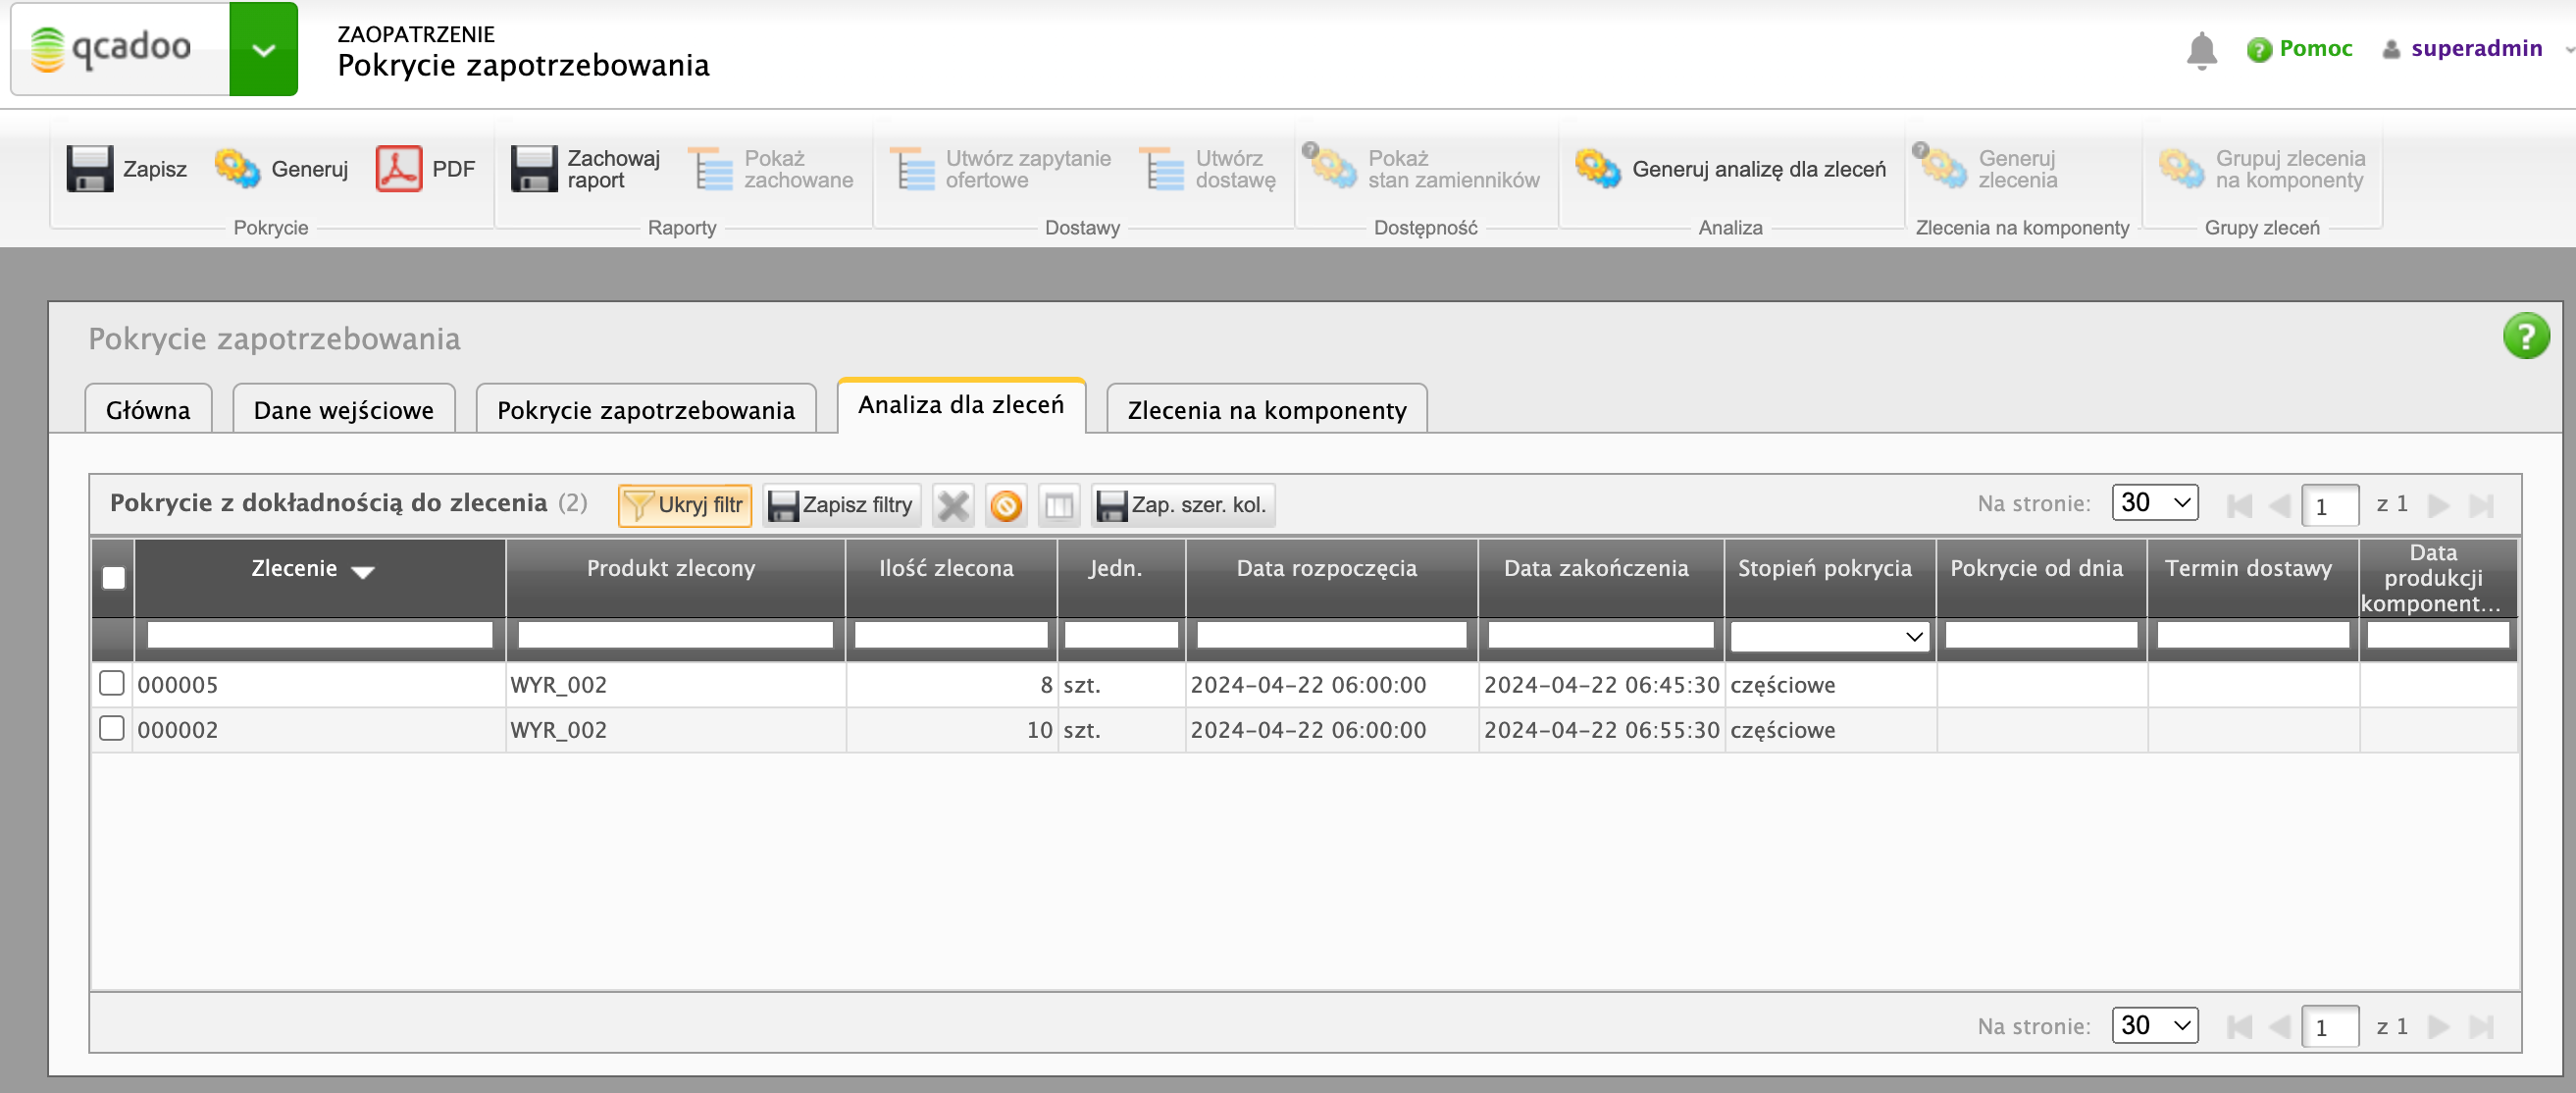 qcadoo
ZAOPATRZENIE
Pokrycie zapotrzebowania
Pomoc
superadmin
Zapisz
Generuj
PDF
Pokrycie
Zachowaj
raport
Pokaż
zachowane
Raporty
Utwórz zapytanie
ofertowe
Utwórz
dostawę
Dostawy
Pokaż
stan zamienników
Dostępność
Generuj analizę dla zleceń
Analiza
Generuj
zlecenia
Zlecenia na komponenty
Grupuj zlecenia
na komponenty
Grupy zleceń
Pokrycie zapotrzebowania
?
Główna
Dane wejściowe
Pokrycie zapotrzebowania
Analiza dla zleceń
Zlecenia na komponenty
Pokrycie z dokładnością do zlecenia (2)
Ukryj filtr
Zapisz filtry
Zap. szer. kol.
Na stronie: 30 1 z 1
Zlecenie Produkt zlecony Ilość zlecona Jedn. Data rozpoczęcia Data zakończenia Stopień pokrycia Pokrycie od dnia Termin dostawy
Data
produkcji
komponent...
000005 WYR_002 8 szt. 2024-04-22 06:00:00 2024-04-22 06:45:30 częściowe
000002 WYR_002 10 szt. 2024-04-22 06:00:00 2024-04-22 06:55:30 częściowe
Na stronie: 30 1 z 1